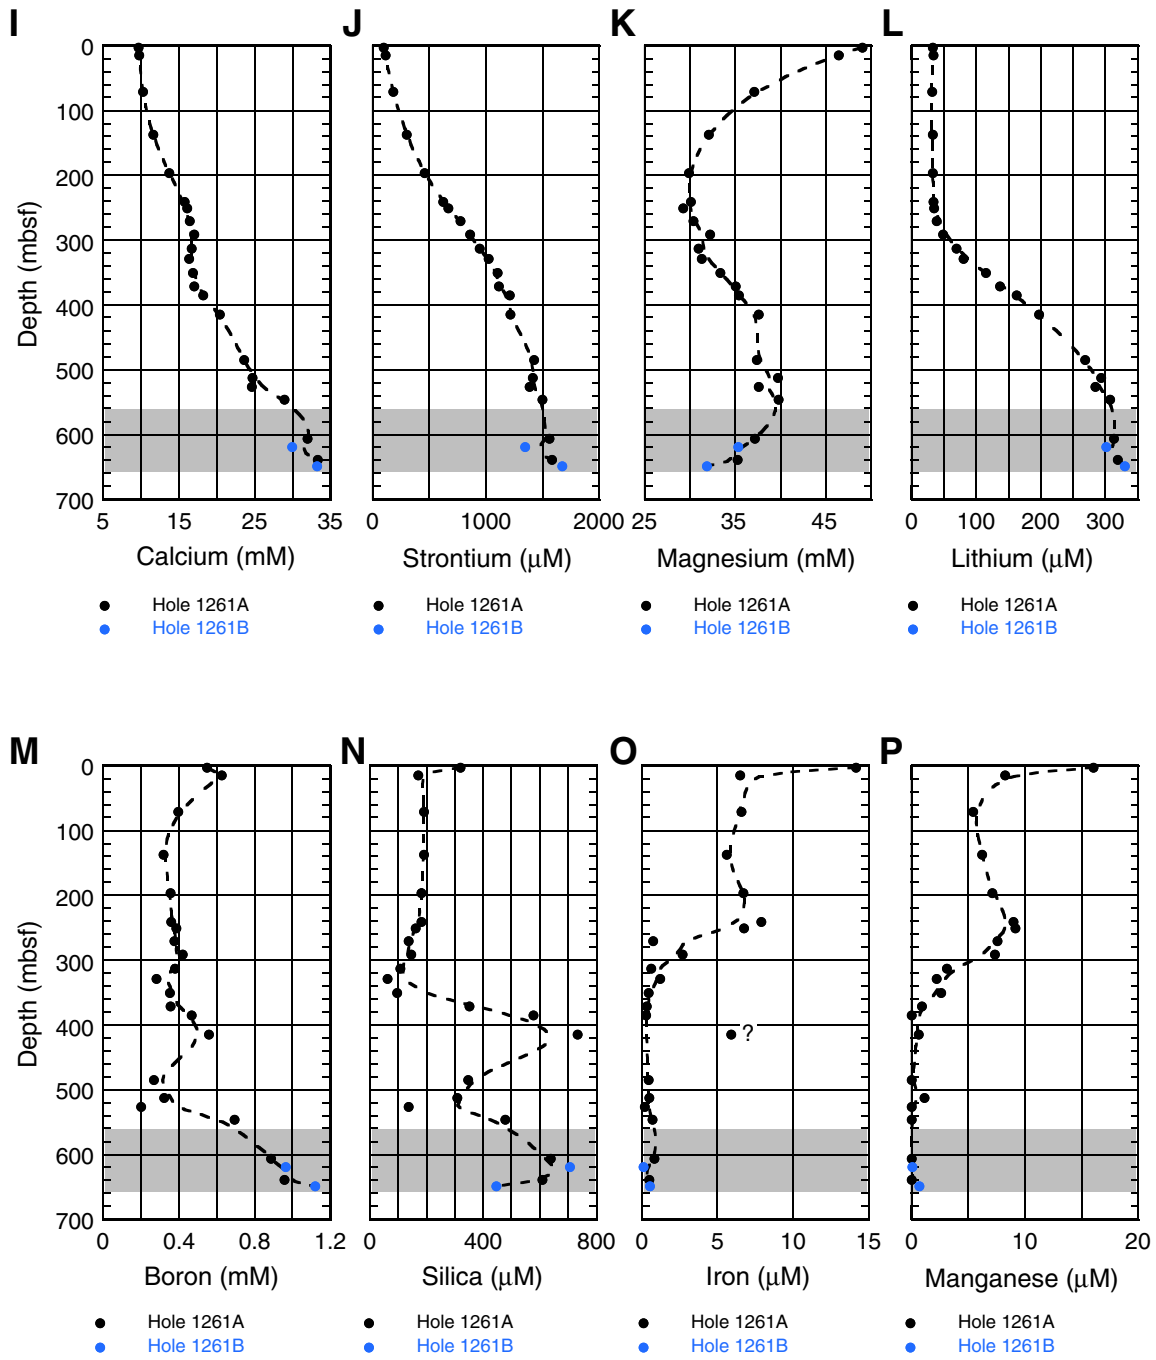 I J K L
0
100
200
300
400
500
600
700
Depth (mbsf)
5 15 25 35
0 1000 2000
25 35 45
0 100 200 300
Calcium (mM)
Strontium (μM)
Magnesium (mM)
Lithium (μM)
Hole 1261A
Hole 1261B
Hole 1261A
Hole 1261B
Hole 1261A
Hole 1261B
Hole 1261A
Hole 1261B
M N O P
0
100
200
300
400
500
600
700
Depth (mbsf)
?
0 0.4 0.8 1.2
0 400 800
0 5 10 15
0 10 20
Boron (mM)
Silica (μM)
Iron (μM)
Manganese (μM)
Hole 1261A
Hole 1261B
Hole 1261A
Hole 1261B
Hole 1261A
Hole 1261B
Hole 1261A
Hole 1261B